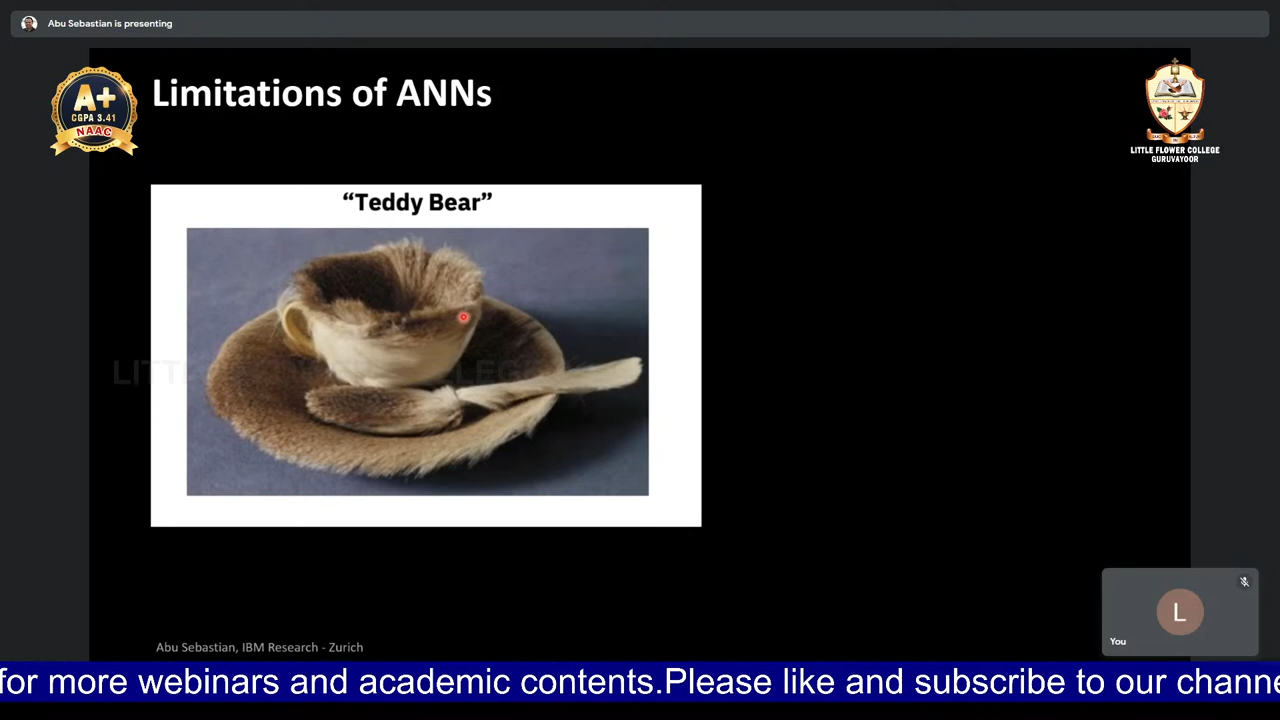 Abu Sebastian is presenting
A+
CGPA 3.41
NAAC
Limitations of ANNs
LITTLE FLOWER COLLEGE
GURUVAYOOR
“Teddy Bear”
L
You
Abu Sebastian, IBM Research - Zurich
for more webinars and academic contents.Please like and subscribe to our channe